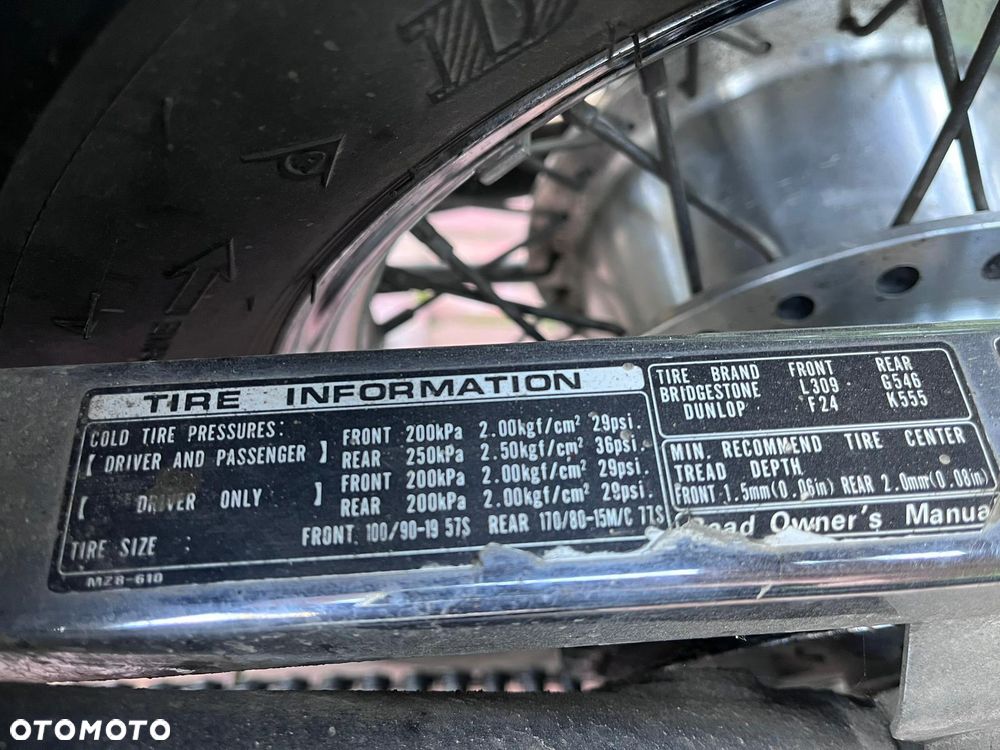 TIRE INFORMATION
COLD TIRE PRESSURES:
[ DRIVER AND PASSENGER ] FRONT 200kPa 2.00kgf/cm² 29psi.
REAR 250kPa 2.50kgf/cm² 36psi.
[ DRIVER ONLY ] FRONT 200kPa 2.00kgf/cm² 29psi.
REAR 200kPa 2.00kgf/cm² 29psi.
TIRE SIZE : FRONT 100/90-19 57S REAR 170/80-15M/C 77S
MZ8-610
TIRE BRAND FRONT REAR
BRIDGESTONE L309 G546
DUNLOP F24 K555
MIN. RECOMMEND TIRE CENTER
TREAD DEPTH
FRONT 1.5mm(0.06in) REAR 2.0mm(0.08in)
Read Owner's Manua
OTOMOTO